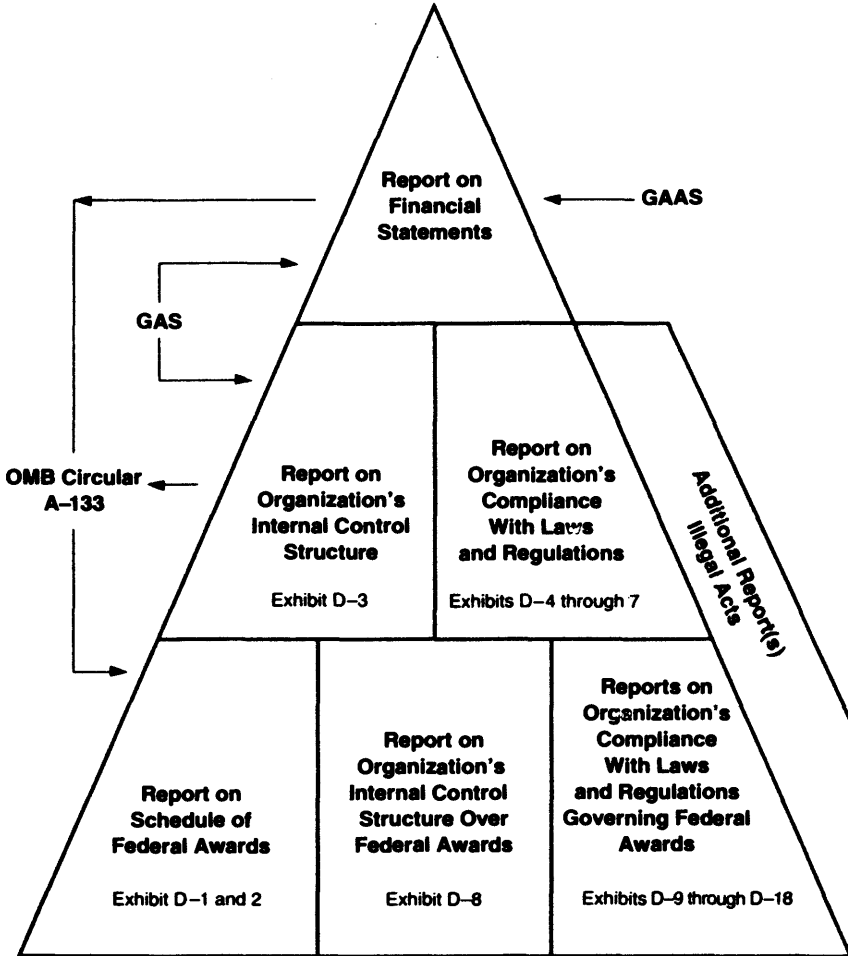 Report on
Financial
Statements
GAAS
GAS
OMB Circular
A–133
Report on
Organization's
Internal Control
Structure
Exhibit D–3
Report on
Organization's
Compliance
With Laws
and Regulations
Exhibits D–4 through 7
Additional Report(s)
Illegal Acts
Report on
Schedule of
Federal Awards
Exhibit D–1 and 2
Report on
Organization's
Internal Control
Structure Over
Federal Awards
Exhibit D–8
Reports on
Organization's
Compliance
With Laws
and Regulations
Governing Federal
Awards
Exhibits D–9 through D–18